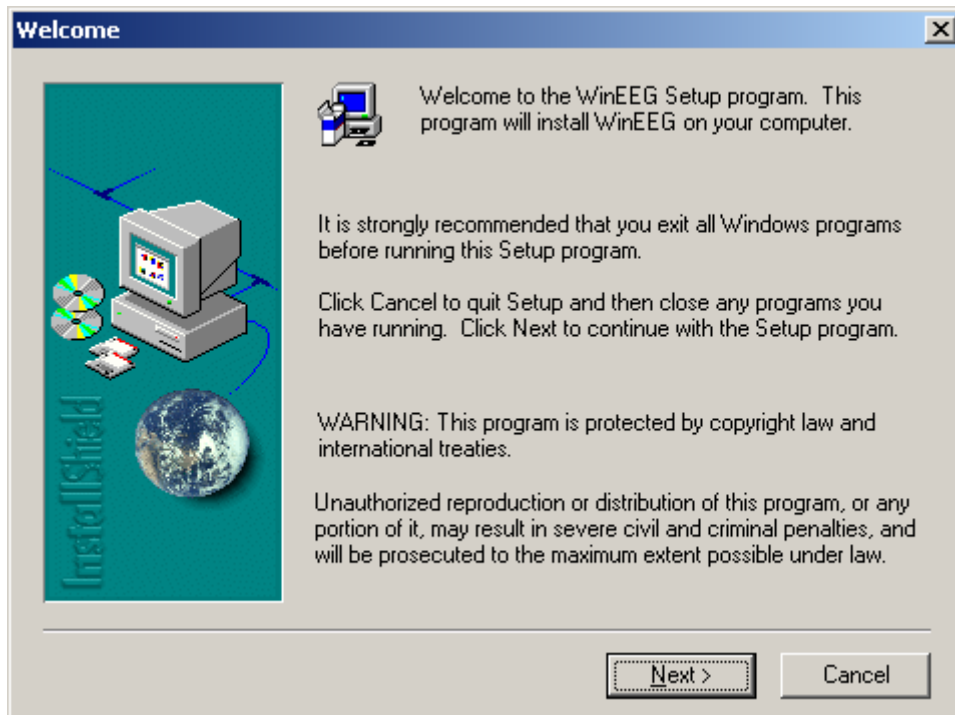 Welcome
Welcome to the WinEEG Setup program. This
program will install WinEEG on your computer.
It is strongly recommended that you exit all Windows programs
before running this Setup program.
Click Cancel to quit Setup and then close any programs you
have running. Click Next to continue with the Setup program.
WARNING: This program is protected by copyright law and
international treaties.
Unauthorized reproduction or distribution of this program, or any
portion of it, may result in severe civil and criminal penalties, and
will be prosecuted to the maximum extent possible under law.
InstallShield
Next >
Cancel